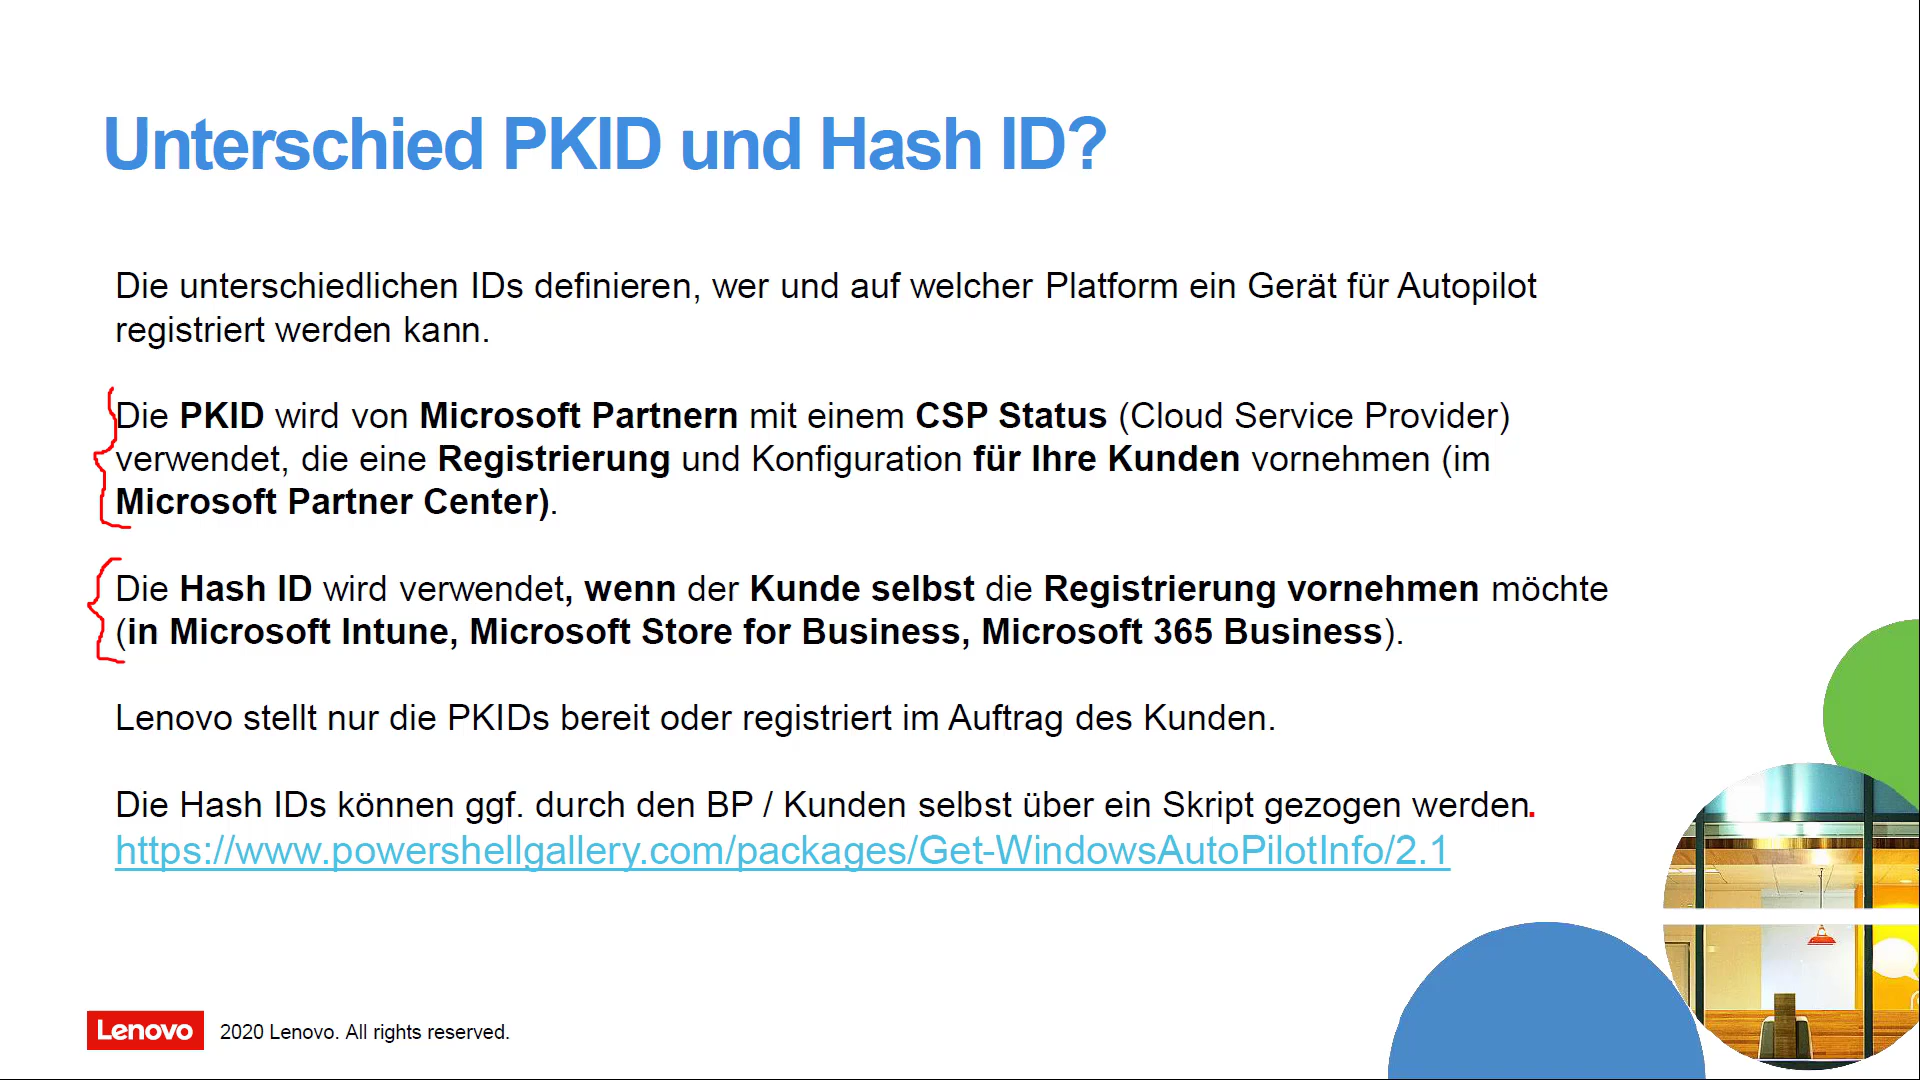 Unterschied PKID und Hash ID?
Die unterschiedlichen IDs definieren, wer und auf welcher Platform ein Gerät für Autopilot
registriert werden kann.
Die PKID wird von Microsoft Partnern mit einem CSP Status (Cloud Service Provider)
verwendet, die eine Registrierung und Konfiguration für Ihre Kunden vornehmen (im
Microsoft Partner Center).
Die Hash ID wird verwendet, wenn der Kunde selbst die Registrierung vornehmen möchte
(in Microsoft Intune, Microsoft Store for Business, Microsoft 365 Business).
Lenovo stellt nur die PKIDs bereit oder registriert im Auftrag des Kunden.
Die Hash IDs können ggf. durch den BP / Kunden selbst über ein Skript gezogen werden.
https://www.powershellgallery.com/packages/Get-WindowsAutoPilotInfo/2.1
Lenovo 2020 Lenovo. All rights reserved.